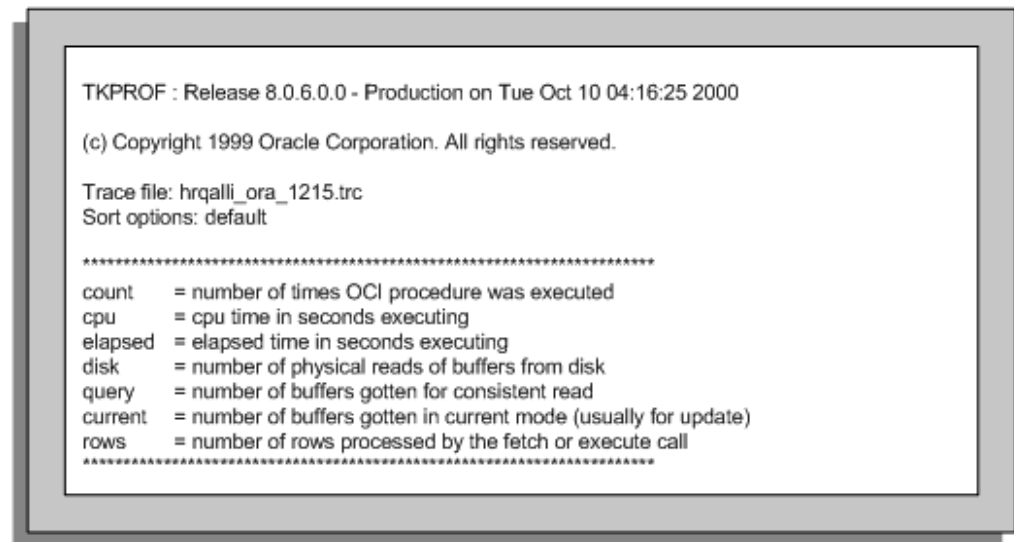 TKPROF : Release 8.0.6.0.0 - Production on Tue Oct 10 04:16:25 2000
(c) Copyright 1999 Oracle Corporation. All rights reserved.
Trace file: hrqalli_ora_1215.trc
Sort options: default
************************************************************************
count = number of times OCI procedure was executed
cpu = cpu time in seconds executing
elapsed = elapsed time in seconds executing
disk = number of physical reads of buffers from disk
query = number of buffers gotten for consistent read
current = number of buffers gotten in current mode (usually for update)
rows = number of rows processed by the fetch or execute call
************************************************************************